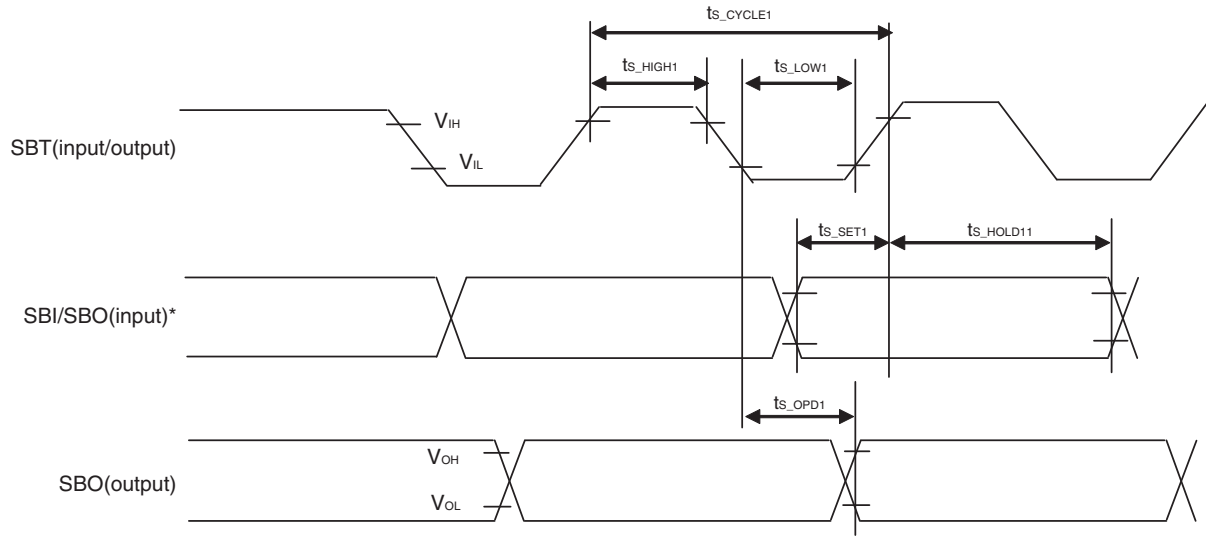 tS_CYCLE1
tS_HIGH1
tS_LOW1
VIH
SBT(input/output)
VIL
tS_SET1
tS_HOLD11
SBI/SBO(input)*
tS_OPD1
VOH
SBO(output)
VOL